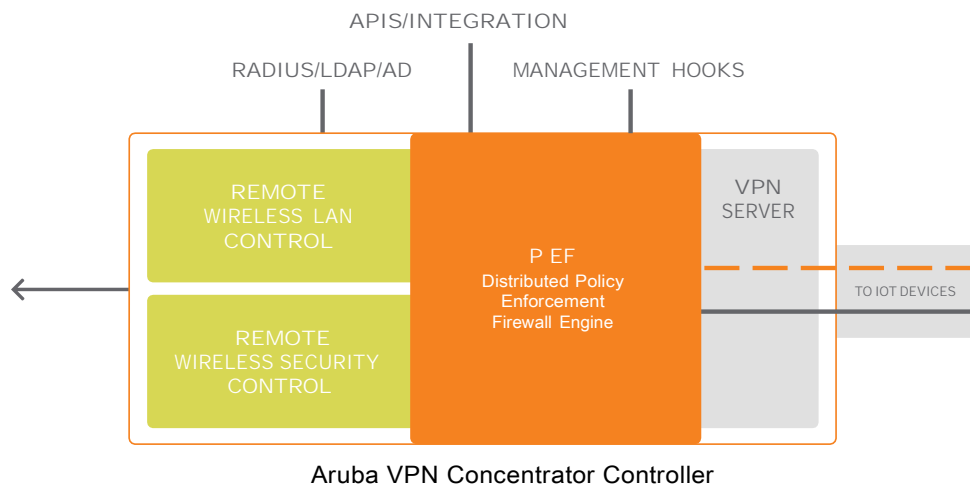 APIS/INTEGRATION
RADIUS/LDAP/AD
MANAGEMENT HOOKS
REMOTE
WIRELESS LAN
CONTROL
REMOTE
WIRELESS SECURITY
CONTROL
P EF
Distributed Policy
Enforcement
Firewall Engine
VPN
SERVER
TO IOT DEVICES
Aruba VPN Concentrator Controller